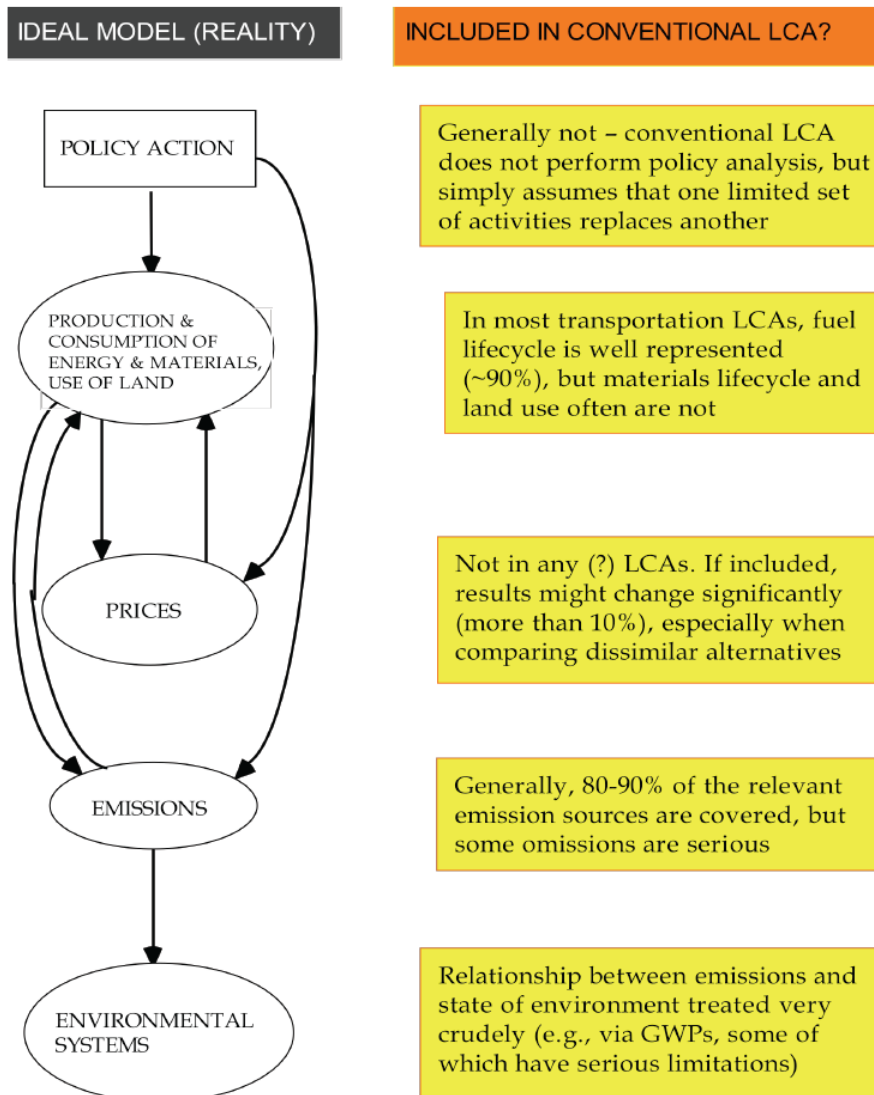 IDEAL MODEL (REALITY)
INCLUDED IN CONVENTIONAL LCA?
POLICY ACTION
Generally not – conventional LCA
does not perform policy analysis, but
simply assumes that one limited set
of activities replaces another
PRODUCTION &
CONSUMPTION OF
ENERGY & MATERIALS,
USE OF LAND
In most transportation LCAs, fuel
lifecycle is well represented
(~90%), but materials lifecycle and
land use often are not
PRICES
Not in any (?) LCAs. If included,
results might change significantly
(more than 10%), especially when
comparing dissimilar alternatives
EMISSIONS
Generally, 80-90% of the relevant
emission sources are covered, but
some omissions are serious
ENVIRONMENTAL
SYSTEMS
Relationship between emissions and
state of environment treated very
crudely (e.g., via GWPs, some of
which have serious limitations)